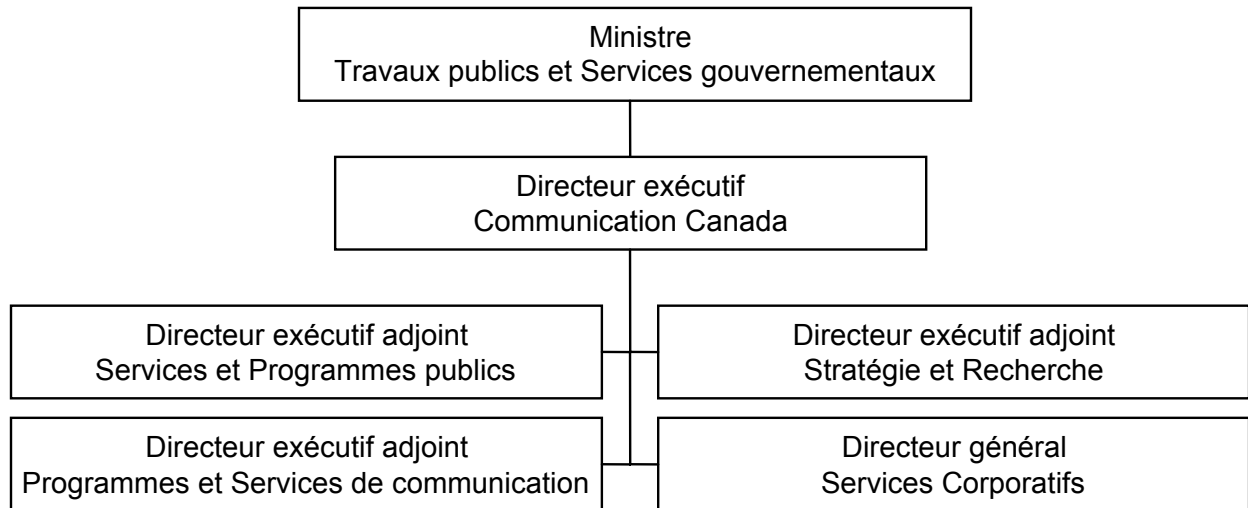 Ministre
Travaux publics et Services gouvernementaux
Directeur exécutif
Communication Canada
Directeur exécutif adjoint
Services et Programmes publics
Directeur exécutif adjoint
Stratégie et Recherche
Directeur exécutif adjoint
Programmes et Services de communication
Directeur général
Services Corporatifs